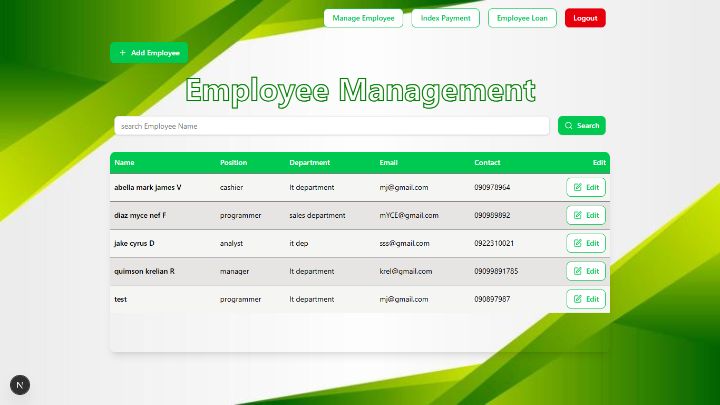 Manage Employee Index Payment Employee Loan Logout
+ Add Employee
Employee Management
search Employee Name Search
Name Position Department Email Contact Edit
abella mark james V cashier It department mj@gmail.com 090978964 Edit
diaz myce nef F programmer sales department mYCE@gmail.com 090989892 Edit
jake cyrus D analyst it dep sss@gmail.com 0922310021 Edit
quimson krelian R manager It department krel@gmail.com 09099891785 Edit
test programmer It department mj@gmail.com 090897987 Edit
N